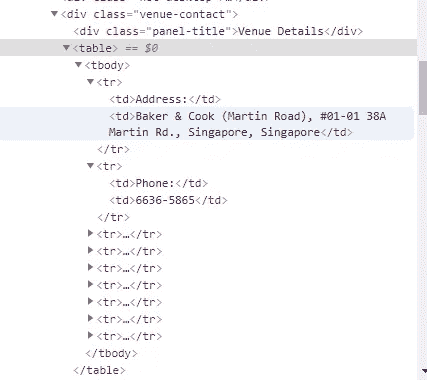 ▼<div class="venue-contact">
<div class="panel-title">Venue Details</div>
▼<table> == $0
▼<tbody>
▼<tr>
<td>Address:</td>
<td>Baker & Cook (Martin Road), #01-01 38A
Martin Rd., Singapore, Singapore</td>
</tr>
▼<tr>
<td>Phone:</td>
<td>6636-5865</td>
</tr>
▶<tr>…</tr>
▶<tr>…</tr>
▶<tr>…</tr>
▶<tr>…</tr>
▶<tr>…</tr>
▶<tr>…</tr>
▶<tr>…</tr>
</tbody>
</table>